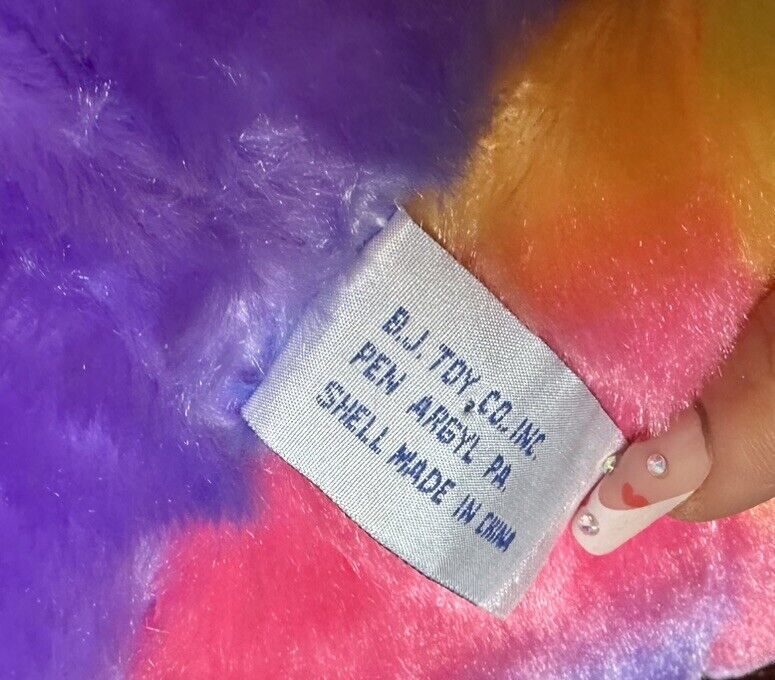 B.J. TOY, CO., INC.
PEN ARGYL PA.
SHELL MADE IN CHINA